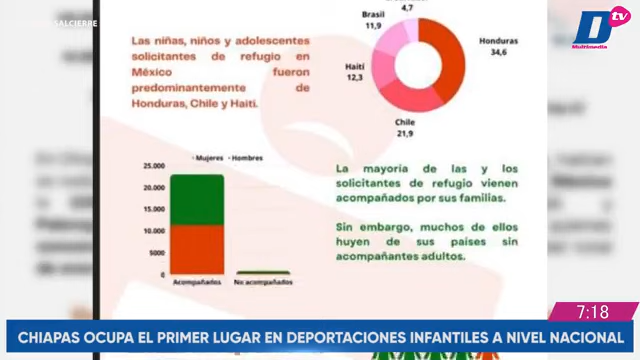 SALCIERRE
4,7
Brasil
11,9
Honduras
34,6
Haití
12,3
Chile
21,9
Las niñas, niños y adolescentes
solicitantes de refugio en
México fueron
predominantemente de
Honduras, Chile y Haiti.
Mujeres Hombres
25.000
20.000
15.000
10.000
5000
0
Acompañados
No acompañados
La mayoría de las y los
solicitantes de refugio vienen
acompañados por sus familias.
Sin embargo, muchos de ellos
huyen de sus países sin
acompañantes adultos.
D tv
Multimedia
7:18
CHIAPAS OCUPA EL PRIMER LUGAR EN DEPORTACIONES INFANTILES A NIVEL NACIONAL